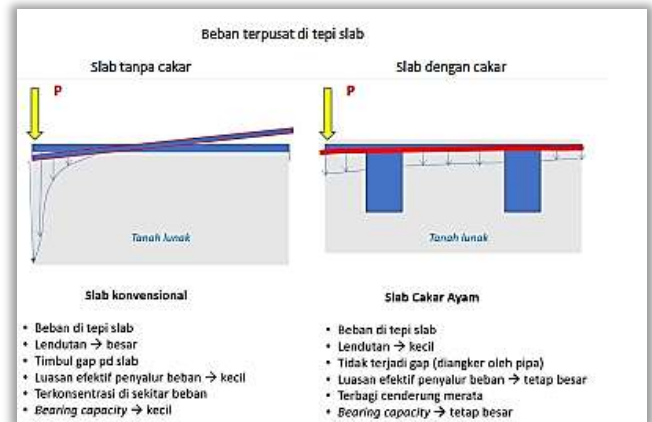 Beban terpusat di tepi slab
Slab tanpa cakar
Slab dengan cakar
P
P
Tanah lunak
Tanah lunak
Slab konvensional
• Beban di tepi slab
• Lendutan → besar
• Timbul gap pd slab
• Luasan efektif penyalur beban → kecil
• Terkonsentrasi di sekitar beban
• Bearing capacity → kecil
Slab Cakar Ayam
• Beban di tepi slab
• Lendutan → kecil
• Tidak terjadi gap (diangker oleh pipa)
• Luasan efektif penyalur beban → tetap besar
• Terbagi cenderung merata
• Bearing capacity → tetap besar